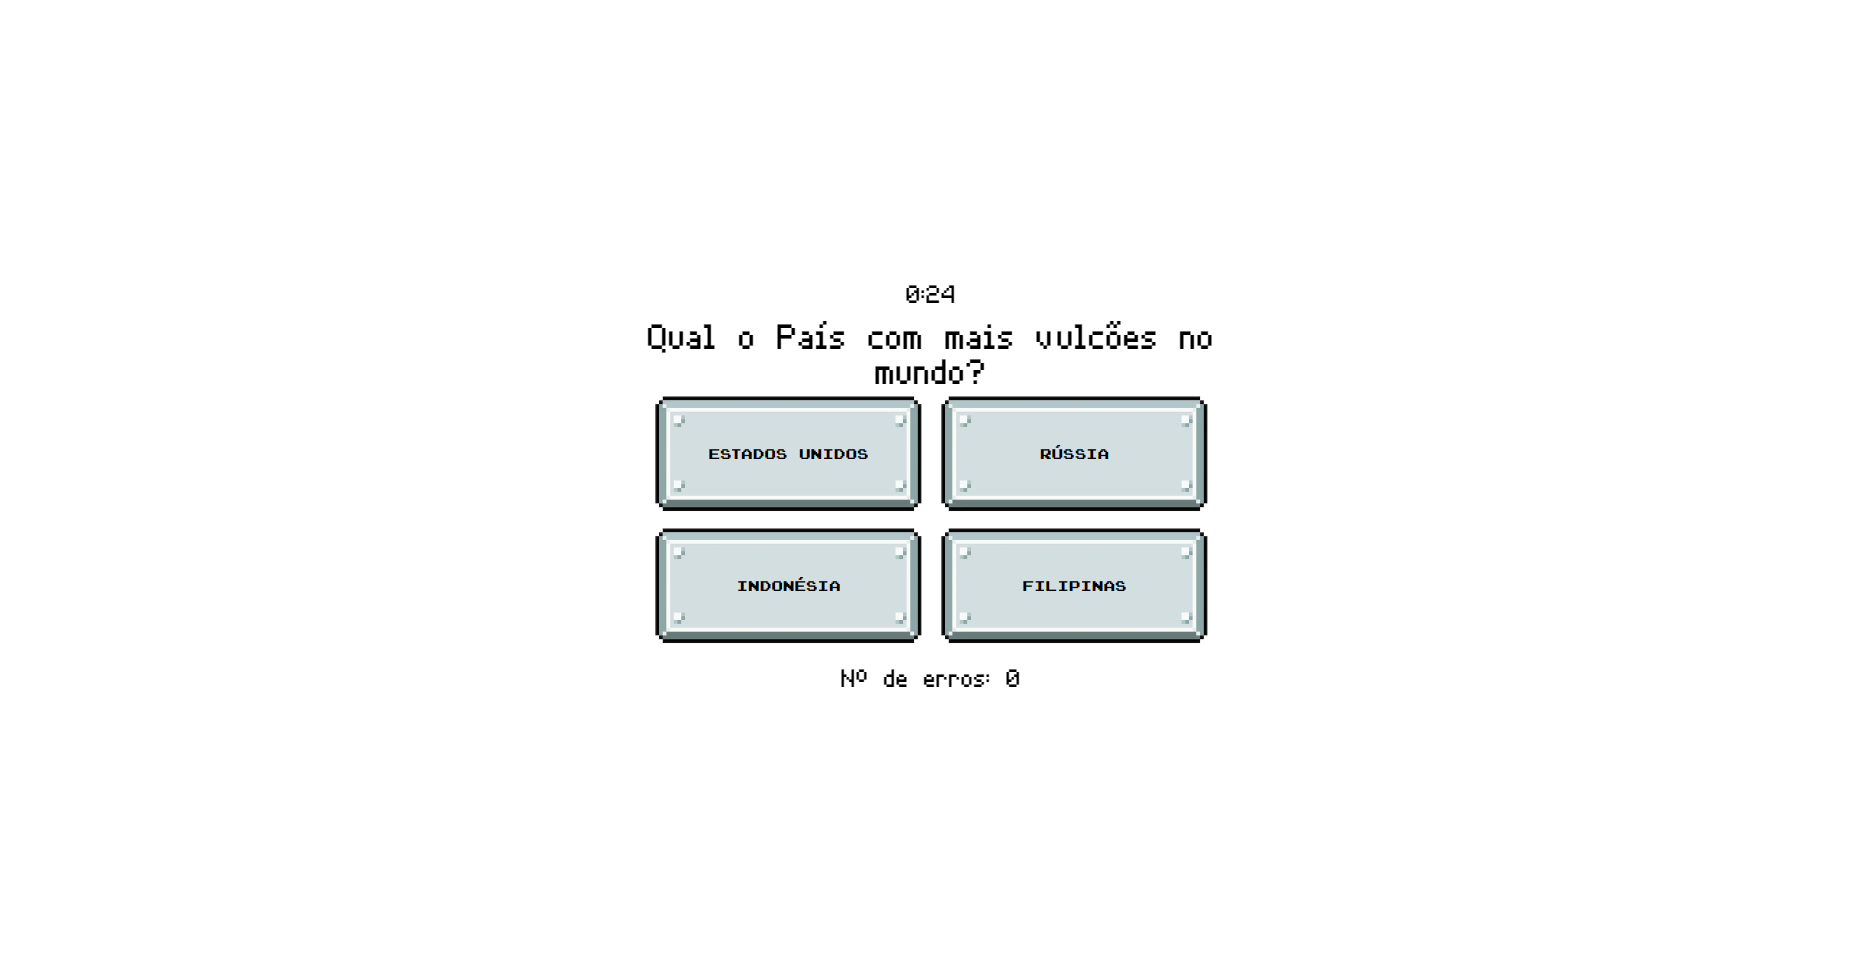 0:24
Qual o País com mais vulcões no
mundo?
ESTADOS UNIDOS
RÚSSIA
INDONÉSIA
FILIPINAS
Nº de erros: 0